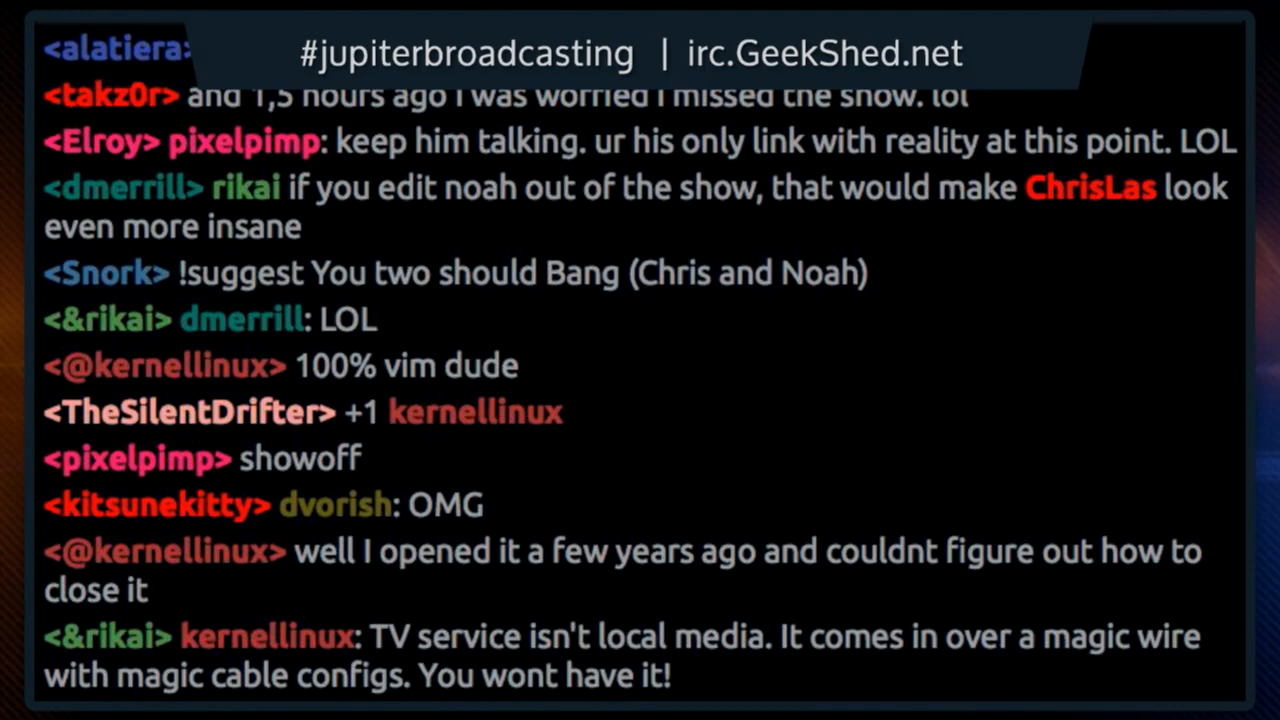 #jupiterbroadcasting | irc.GeekShed.net
<alatiera>
<takz0r> and 1,5 hours ago I was worried I missed the show. lol
<Elroy> pixelpimp: keep him talking. ur his only link with reality at this point. LOL
<dmerrill> rikai if you edit noah out of the show, that would make ChrisLas look
even more insane
<Snork> !suggest You two should Bang (Chris and Noah)
<&rikai> dmerrill: LOL
<@kernellinux> 100% vim dude
<TheSilentDrifter> +1 kernellinux
<pixelpimp> showoff
<kitsunekitty> dvorish: OMG
<@kernellinux> well I opened it a few years ago and couldnt figure out how to
close it
<&rikai> kernellinux: TV service isn't local media. It comes in over a magic wire
with magic cable configs. You wont have it!